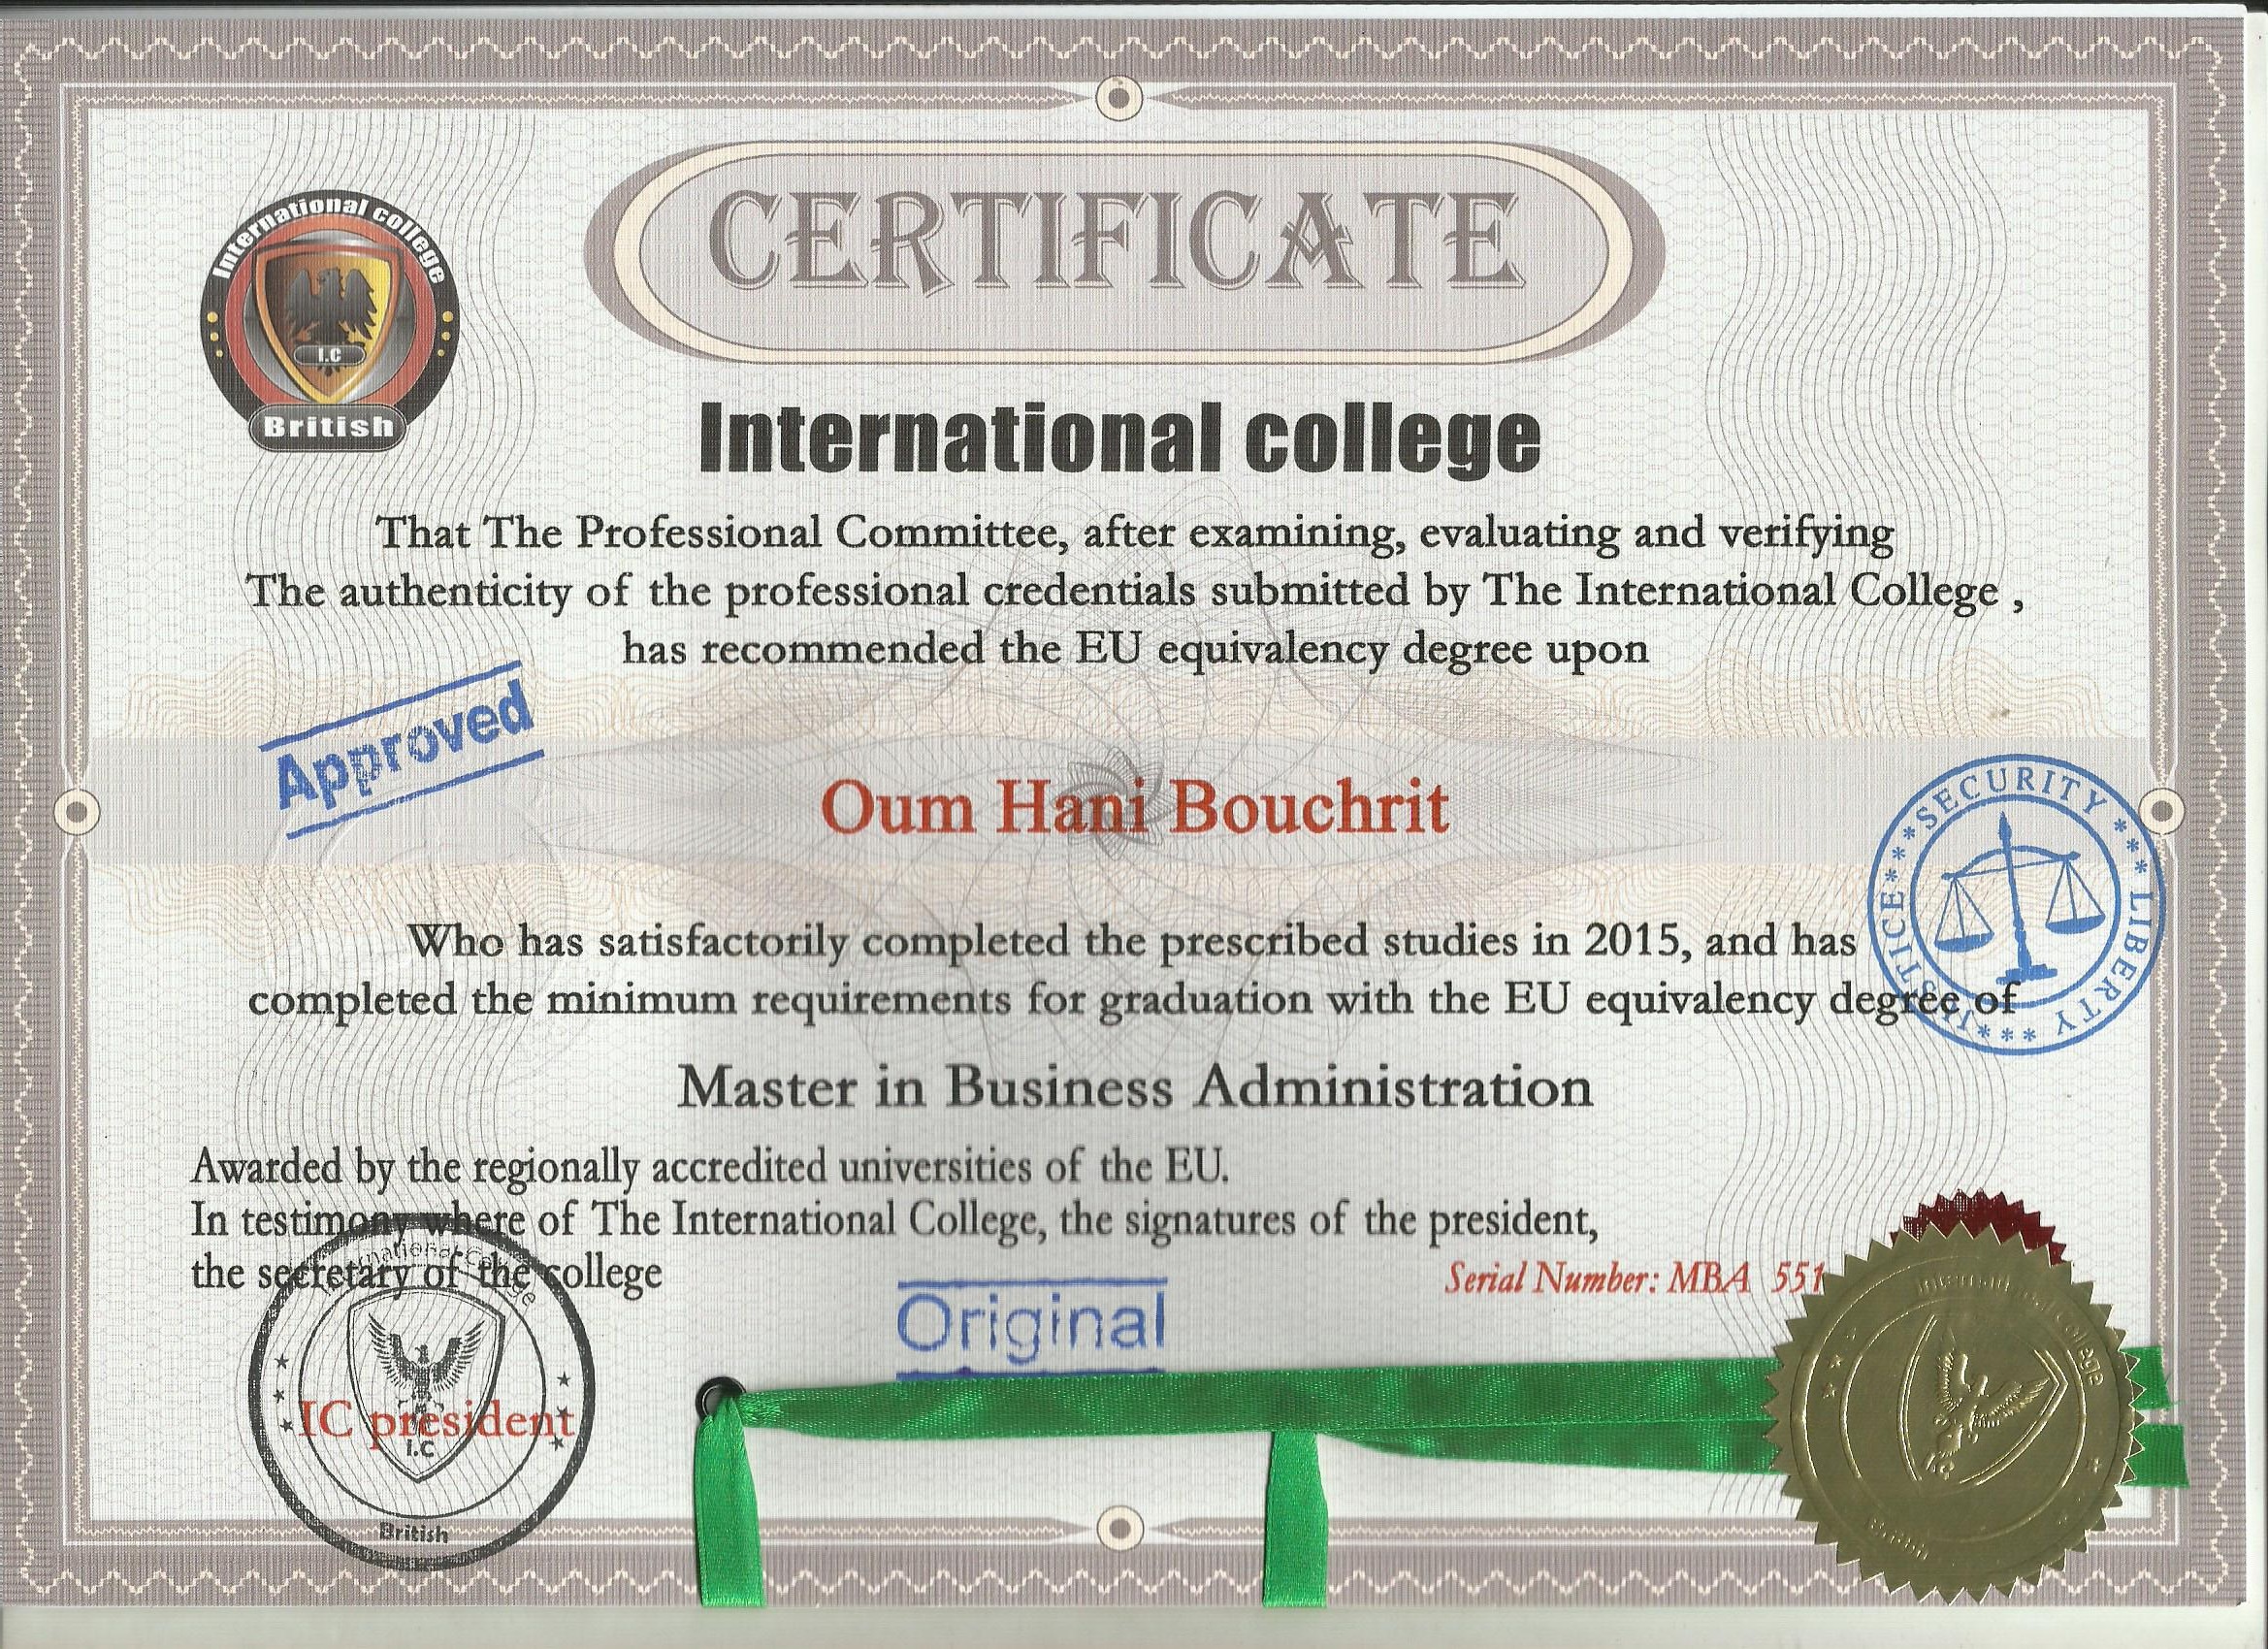 CERTIFICATE
International college
I.C
British
International college
That The Professional Committee, after examining, evaluating and verifying
The authenticity of the professional credentials submitted by The International College ,
has recommended the EU equivalency degree upon
Approved
Oum Hani Bouchrit
SECURITY *** LIBERTY *** JUSTICE ***
Who has satisfactorily completed the prescribed studies in 2015, and has
completed the minimum requirements for graduation with the EU equivalency degree of
Master in Business Administration
Awarded by the regionally accredited universities of the EU.
In testimony where of The International College, the signatures of the president,
the secretary of the college
Serial Number: MBA 551
Original
International College
IC president
I.C
British
International College
British